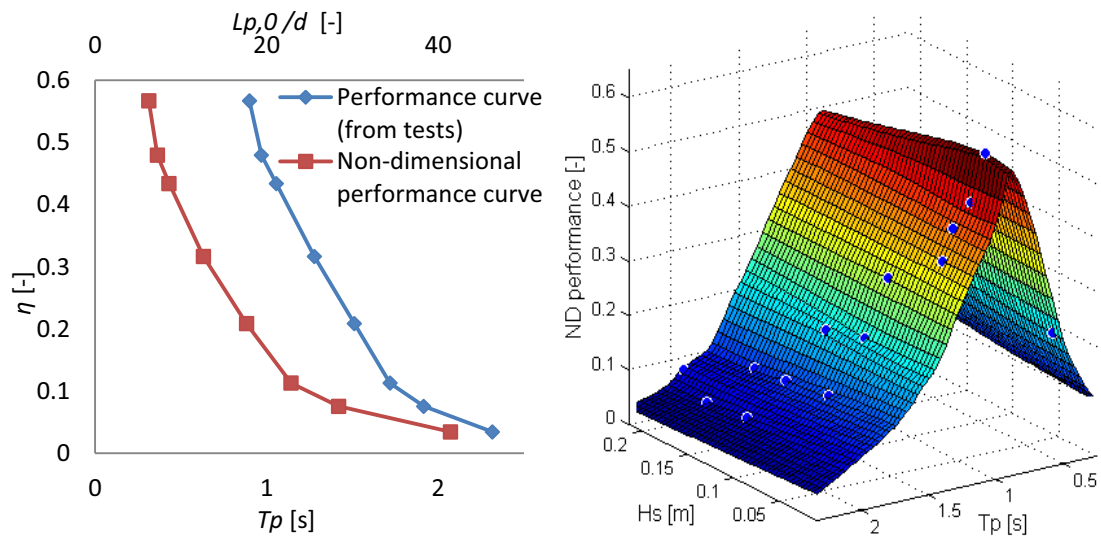 Lp,0 /d [-]
0 20 40
0.6
0.5
0.4
0.3
0.2
0.1
0
η [-]
0 1 2
Tp [s]
Performance curve
(from tests)
Non-dimensional
performance curve
0.6
0.5
0.4
0.3
0.2
0.1
0
ND performance [-]
0.2
0.15
0.1
0.05
Hs [m]
2
1.5
1
0.5
Tp [s]